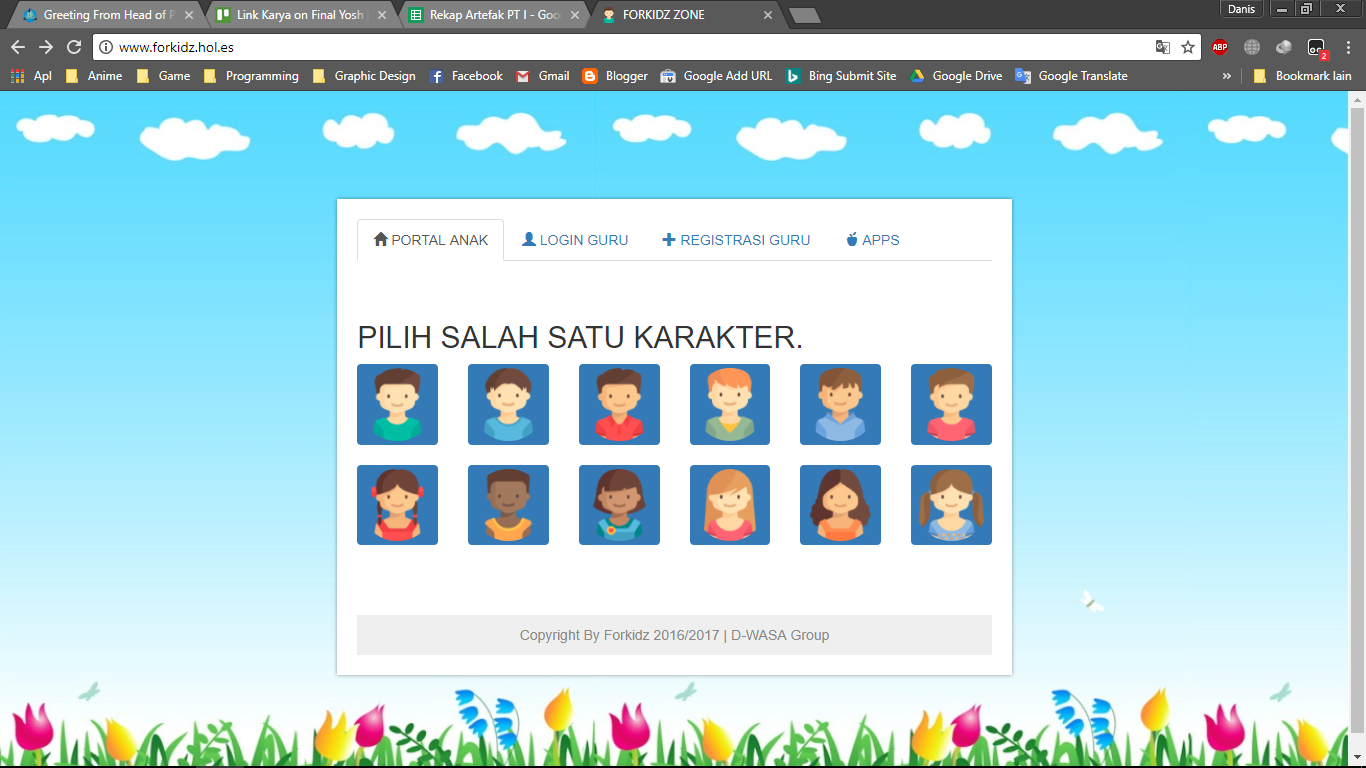 Greeting From Head of P
Link Karya on Final Yosh |
Rekap Artefak PT I - Goo
FORKIDZ ZONE
Danis
www.forkidz.hol.es
ABP
2
Apl
Anime
Game
Programming
Graphic Design
Facebook
Gmail
Blogger
Google Add URL
Bing Submit Site
Google Drive
Google Translate
»
Bookmark lain
PORTAL ANAK
LOGIN GURU
REGISTRASI GURU
APPS
PILIH SALAH SATU KARAKTER.
Copyright By Forkidz 2016/2017 | D-WASA Group